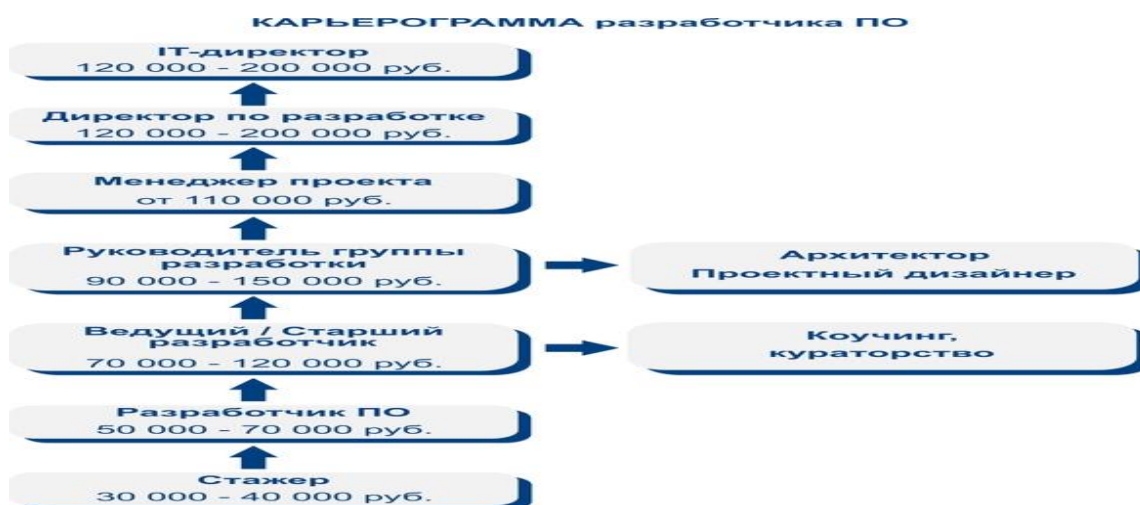 КАРЬЕРОГРАММА разработчика ПО
IT-директор
120 000 - 200 000 руб.
Директор по разработке
120 000 - 200 000 руб.
Менеджер проекта
от 110 000 руб.
Руководитель группы
разработки
90 000 - 150 000 руб.
Архитектор
Проектный дизайнер
Ведущий / Старший
разработчик
70 000 - 120 000 руб.
Коучинг,
кураторство
Разработчик ПО
50 000 - 70 000 руб.
Стажер
30 000 - 40 000 руб.